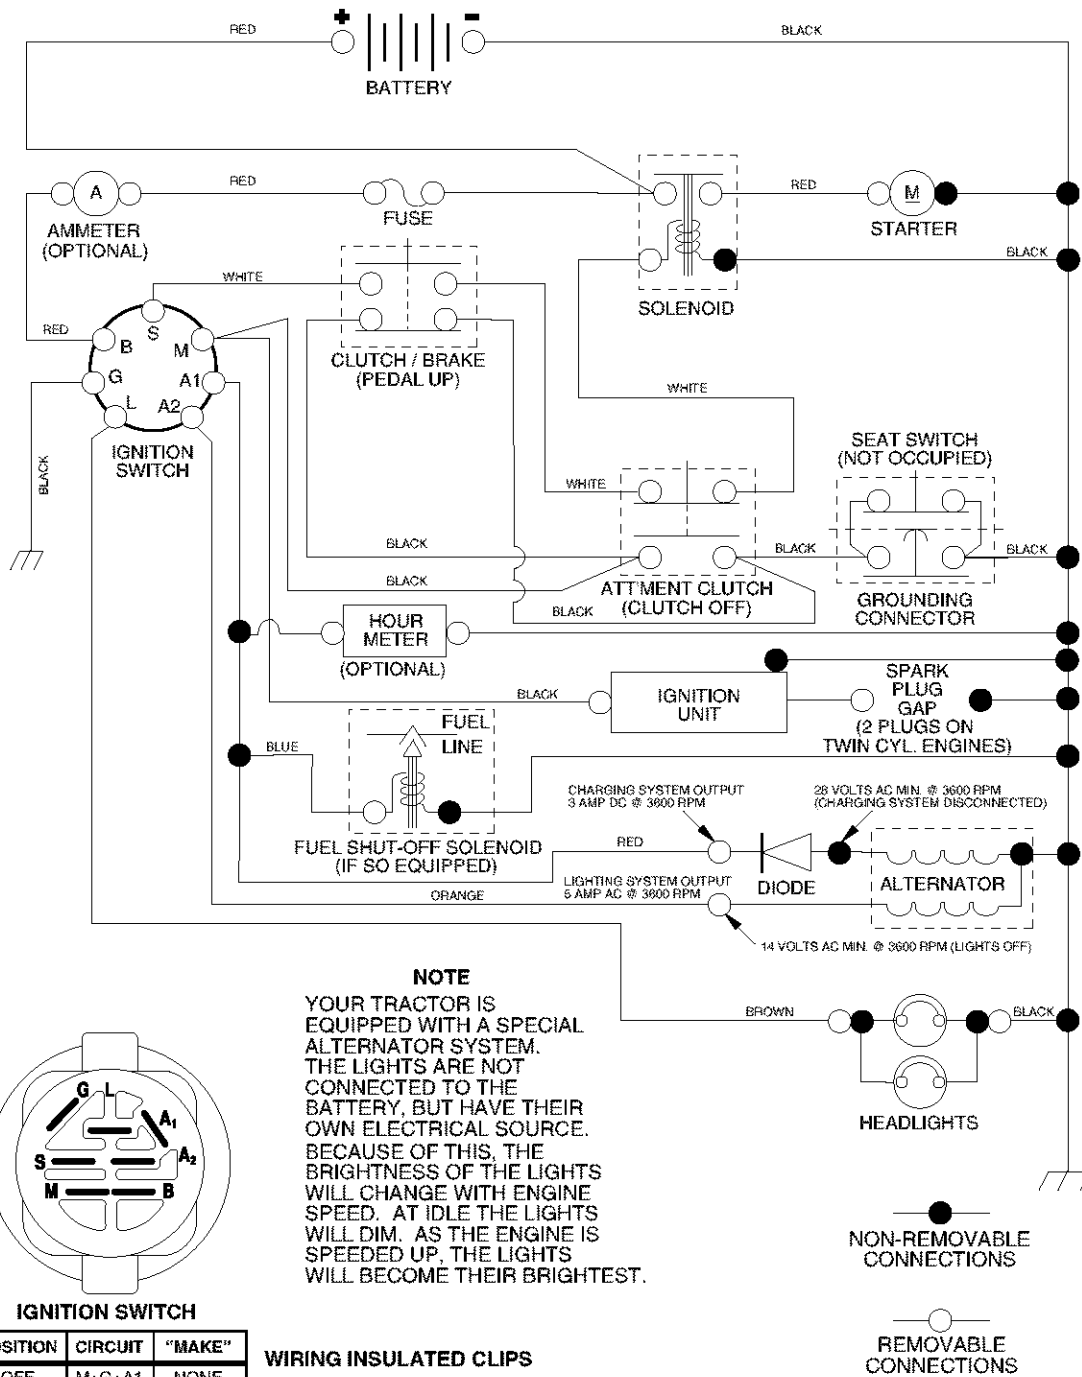 + -
RED
BLACK
BATTERY
RED
RED
A
M
AMMETER
(OPTIONAL)
FUSE
STARTER
BLACK
WHITE
SOLENOID
RED
S
B
M
G
A1
L
A2
CLUTCH / BRAKE
(PEDAL UP)
WHITE
IGNITION
SWITCH
BLACK
SEAT SWITCH
(NOT OCCUPIED)
WHITE
BLACK
BLACK
BLACK
BLACK
ATT'MENT CLUTCH
(CLUTCH OFF)
BLACK
GROUNDING
CONNECTOR
HOUR
METER
(OPTIONAL)
BLACK
IGNITION
UNIT
SPARK
PLUG
GAP
(2 PLUGS ON
TWIN CYL. ENGINES)
BLUE
FUEL
LINE
FUEL SHUT-OFF SOLENOID
(IF SO EQUIPPED)
CHARGING SYSTEM OUTPUT
3 AMP DC @ 3600 RPM
28 VOLTS AC MIN. @ 3600 RPM
(CHARGING SYSTEM DISCONNECTED)
RED
DIODE
ALTERNATOR
ORANGE
LIGHTING SYSTEM OUTPUT
5 AMP AC @ 3600 RPM
14 VOLTS AC MIN. @ 3600 RPM (LIGHTS OFF)
BROWN
BLACK
HEADLIGHTS
NOTE
YOUR TRACTOR IS
EQUIPPED WITH A SPECIAL
ALTERNATOR SYSTEM.
THE LIGHTS ARE NOT
CONNECTED TO THE
BATTERY, BUT HAVE THEIR
OWN ELECTRICAL SOURCE.
BECAUSE OF THIS, THE
BRIGHTNESS OF THE LIGHTS
WILL CHANGE WITH ENGINE
SPEED. AT IDLE THE LIGHTS
WILL DIM. AS THE ENGINE IS
SPEEDED UP, THE LIGHTS
WILL BECOME THEIR BRIGHTEST.
G L
A1
S
A2
M
B
IGNITION SWITCH
NON-REMOVABLE
CONNECTIONS
REMOVABLE
CONNECTIONS
SITION CIRCUIT "MAKE"
OFF M+G+A1 NONE
WIRING INSULATED CLIPS